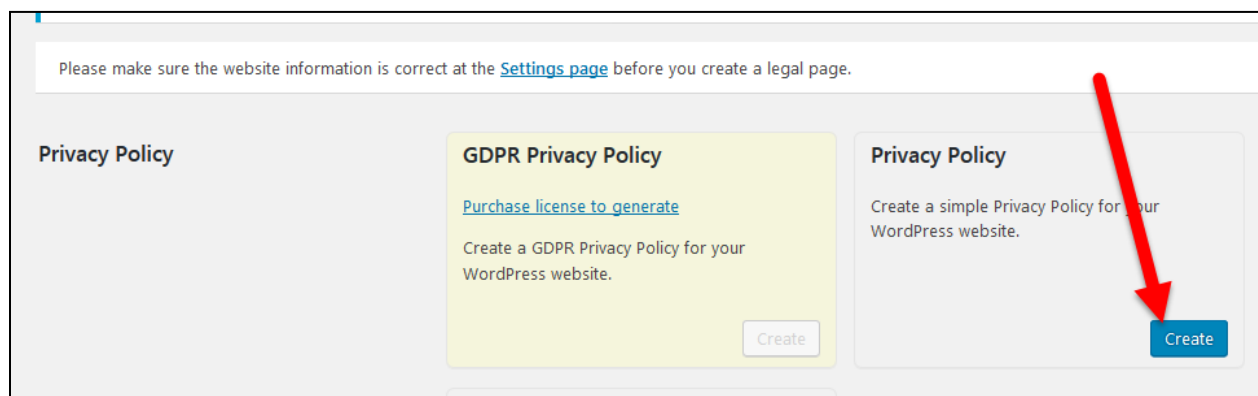 Please make sure the website information is correct at the Settings page before you create a legal page.
Privacy Policy
GDPR Privacy Policy
Purchase license to generate
Create a GDPR Privacy Policy for your
WordPress website.
Create
Privacy Policy
Create a simple Privacy Policy for your
WordPress website.
Create